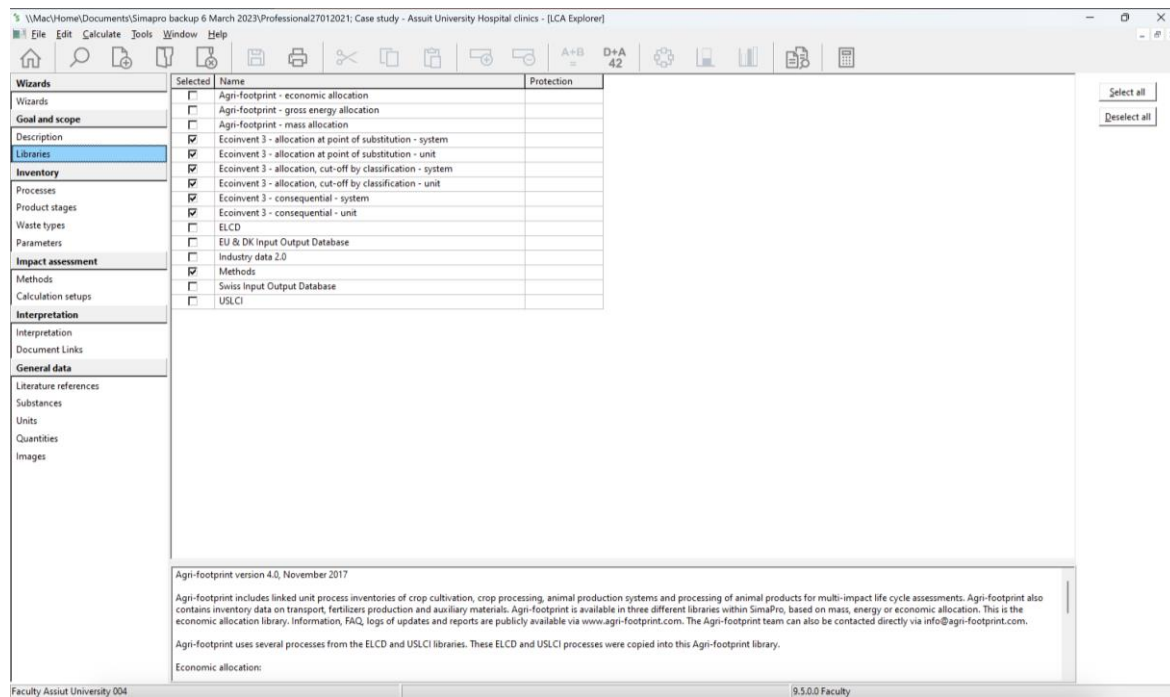 \\Mac\Home\Documents\Simapro backup 6 March 2023\Professional27012021; Case study - Assuit University Hospital clinics - [LCA Explorer]
File Edit Calculate Tools Window Help
A+B
=
D+A
42
Wizards
Wizards
Goal and scope
Description
Libraries
Inventory
Processes
Product stages
Waste types
Parameters
Impact assessment
Methods
Calculation setups
Interpretation
Interpretation
Document Links
General data
Literature references
Substances
Units
Quantities
Images
Selected Name Protection
Agri-footprint - economic allocation
Agri-footprint - gross energy allocation
Agri-footprint - mass allocation
Ecoinvent 3 - allocation at point of substitution - system
Ecoinvent 3 - allocation at point of substitution - unit
Ecoinvent 3 - allocation, cut-off by classification - system
Ecoinvent 3 - allocation, cut-off by classification - unit
Ecoinvent 3 - consequential - system
Ecoinvent 3 - consequential - unit
ELCD
EU & DK Input Output Database
Industry data 2.0
Methods
Swiss Input Output Database
USLCI
Select all
Deselect all
Agri-footprint version 4.0, November 2017
Agri-footprint includes linked unit process inventories of crop cultivation, crop processing, animal production systems and processing of animal products for multi-impact life cycle assessments. Agri-footprint also
contains inventory data on transport, fertilizers production and auxiliary materials. Agri-footprint is available in three different libraries within SimaPro, based on mass, energy or economic allocation. This is the
economic allocation library. Information, FAQ, logs of updates and reports are publicly available via www.agri-footprint.com. The Agri-footprint team can also be contacted directly via info@agri-footprint.com.
Agri-footprint uses several processes from the ELCD and USLCI libraries. These ELCD and USLCI processes were copied into this Agri-footprint library.
Economic allocation:
Faculty Assiut University 004
9.5.0.0 Faculty